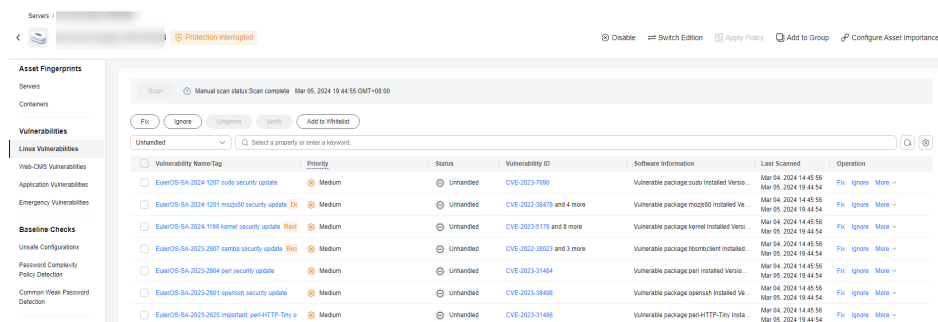 Servers /
Protection interrupted
Disable Switch Edition Apply Policy Add to Group Configure Asset Importance
Asset Fingerprints
Servers
Containers
Vulnerabilities
Linux Vulnerabilities
Web-CMS Vulnerabilities
Application Vulnerabilities
Emergency Vulnerabilities
Baseline Checks
Unsafe Configurations
Password Complexity
Policy Detection
Common Weak Password
Detection
Scan Manual scan status:Scan complete Mar 05, 2024 19:44:55 GMT+08:00
Fix Ignore Unignore Verify Add to Whitelist
Unhandled Select a property or enter a keyword.
Vulnerability Name/Tag Priority Status Vulnerability ID Software Information Last Scanned Operation
EulerOS-SA-2024-1207 sudo security update Medium Unhandled CVE-2023-7090 Vulnerable package:sudo Installed Versio... Mar 04, 2024 14:45:56 Fix Ignore More
Mar 05, 2024 19:44:54
EulerOS-SA-2024-1201 mozjs60 security update Medium Unhandled CVE-2022-38478 and 4 more Vulnerable package:mozjs60 Installed Ve... Mar 04, 2024 14:45:56 Fix Ignore More
Mar 05, 2024 19:44:54
EulerOS-SA-2024-1196 kernel security update Rest Medium Unhandled CVE-2023-5178 and 8 more Vulnerable package:kernel Installed Versi... Mar 04, 2024 14:45:56 Fix Ignore More
Mar 05, 2024 19:44:54
EulerOS-SA-2023-2907 samba security update Res Medium Unhandled CVE-2022-38023 and 3 more Vulnerable package:libsmbclient Installed... Mar 04, 2024 14:45:56 Fix Ignore More
Mar 05, 2024 19:44:54
EulerOS-SA-2023-2904 perl security update Medium Unhandled CVE-2023-31484 Vulnerable package:perl Installed Versio... Mar 04, 2024 14:45:56 Fix Ignore More
Mar 05, 2024 19:44:54
EulerOS-SA-2023-2901 openssh security update Medium Unhandled CVE-2023-38408 Vulnerable package:openssh Installed Ve... Mar 04, 2024 14:45:56 Fix Ignore More
Mar 05, 2024 19:44:54
EulerOS-SA-2023-2625 Important: perl-HTTP-Tiny s Medium Unhandled CVE-2023-31486 Vulnerable package:perl-HTTP-Tiny Insta... Mar 04, 2024 14:45:56 Fix Ignore More
Mar 05, 2024 19:44:54